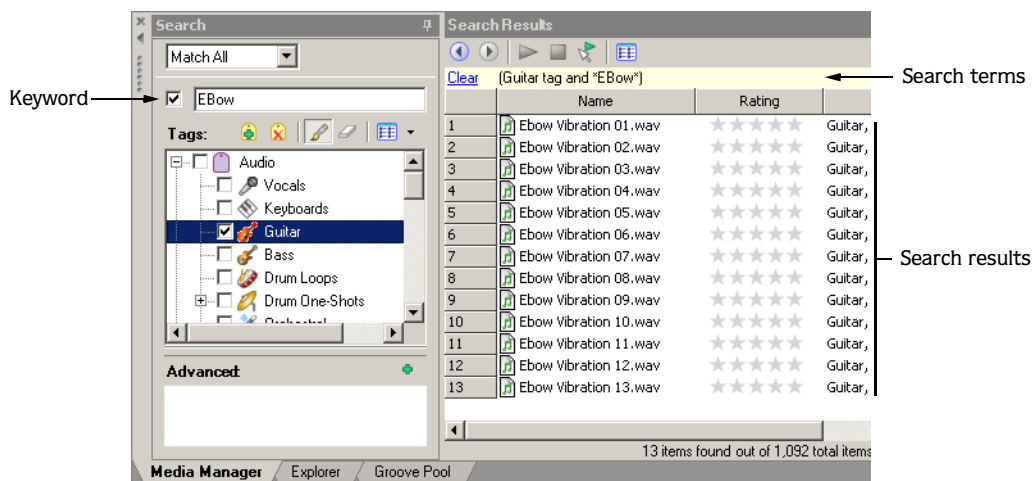 Search
Match All
Keyword
EBow
Tags:
Audio
Vocals
Keyboards
Guitar
Bass
Drum Loops
Drum One-Shots
Advanced
Search Results
Clear (Guitar tag and *EBow*)
Search terms
Name Rating
1 Ebow Vibration 01.wav Guitar,
2 Ebow Vibration 02.wav Guitar,
3 Ebow Vibration 03.wav Guitar,
4 Ebow Vibration 04.wav Guitar,
5 Ebow Vibration 05.wav Guitar,
6 Ebow Vibration 06.wav Guitar,
7 Ebow Vibration 07.wav Guitar,
8 Ebow Vibration 08.wav Guitar,
9 Ebow Vibration 09.wav Guitar,
10 Ebow Vibration 10.wav Guitar,
11 Ebow Vibration 11.wav Guitar,
12 Ebow Vibration 12.wav Guitar,
13 Ebow Vibration 13.wav Guitar,
Search results
13 items found out of 1,092 total items
Media Manager Explorer Groove Pool